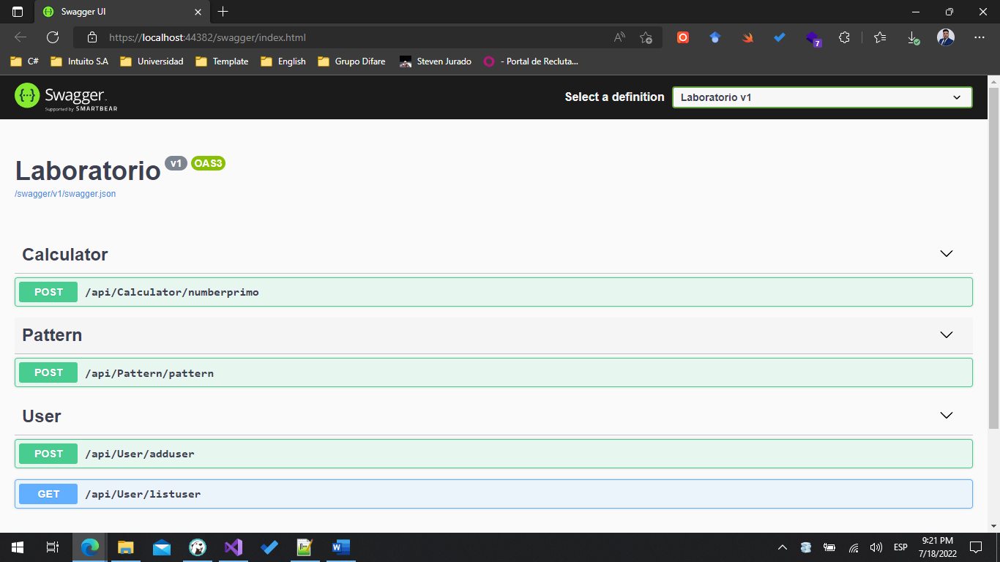 Swagger UI
https://localhost:44382/swagger/index.html
7
C# Intuito S.A Universidad Template English Grupo Difare Steven Jurado - Portal de Recluta...
Swagger
Supported by SMARTBEAR
Select a definition Laboratorio v1
Laboratorio v1 OAS3
/swagger/v1/swagger.json
Calculator
POST /api/Calculator/numberprimo
Pattern
POST /api/Pattern/pattern
User
POST /api/User/adduser
GET /api/User/listuser
ESP 9:21 PM
7/18/2022